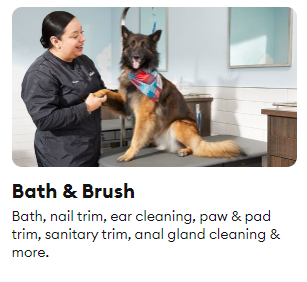 Bath & Brush
Bath, nail trim, ear cleaning, paw & pad
trim, sanitary trim, anal gland cleaning &
more.